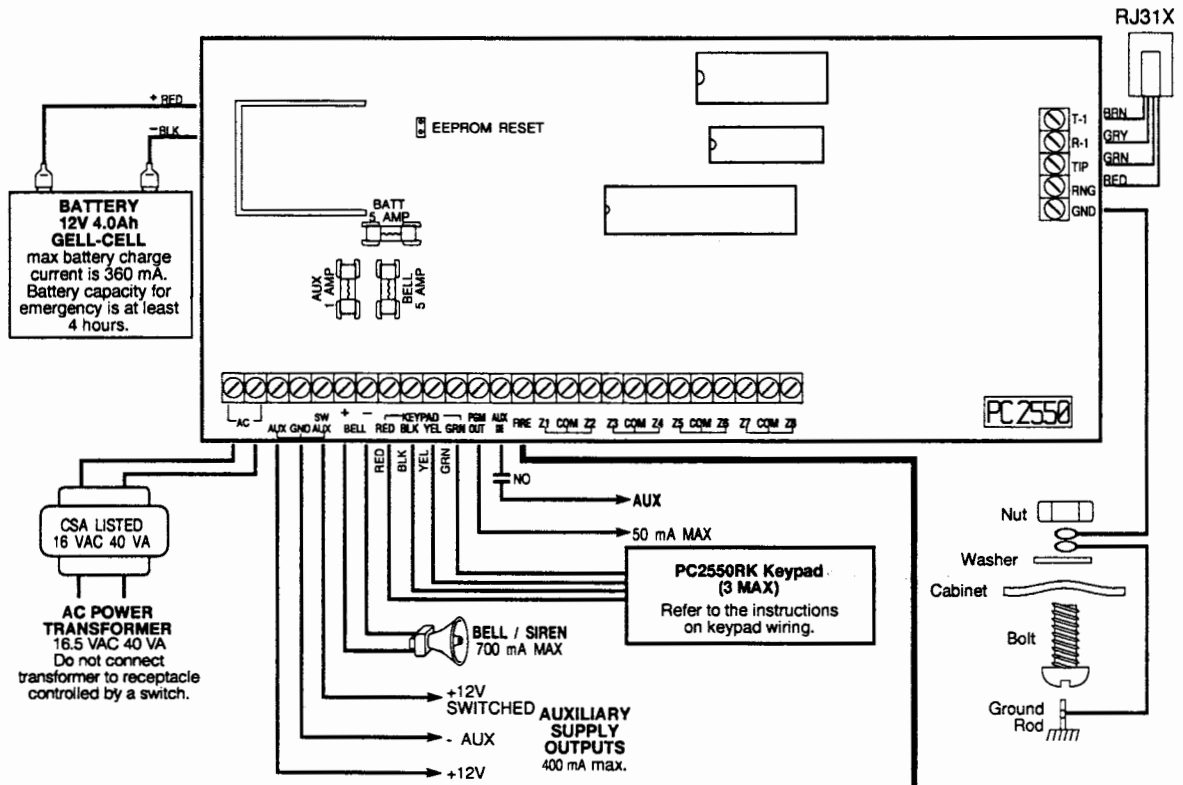 RJ31X
+ RED
- BLK
EEPROM RESET
T-1
R-1
TIP
RNG
GND
BRN
GRY
GRN
RED
BATTERY
12V 4.0Ah
GELL-CELL
max battery charge
current is 360 mA.
Battery capacity for
emergency is at least
4 hours.
BATT
5 AMP
AUX
1 AMP
BELL
5 AMP
PC2550
AC
AUX GND SW AUX
+ -
BELL
KEYPAD
RED BLK YEL GRN
PGM OUT
AUX
FIRE
Z1 COM Z2
Z3 COM Z4
Z5 COM Z6
Z7 COM Z8
RED
BLK
YEL
GRN
NO
AUX
50 mA MAX
CSA LISTED
16 VAC 40 VA
AC POWER
TRANSFORMER
16.5 VAC 40 VA
Do not connect
transformer to receptacle
controlled by a switch.
PC2550RK Keypad
(3 MAX)
Refer to the instructions
on keypad wiring.
BELL / SIREN
700 mA MAX
+12V
SWITCHED
- AUX
+12V
AUXILIARY
SUPPLY
OUTPUTS
400 mA max.
Nut
Washer
Cabinet
Bolt
Ground
Rod